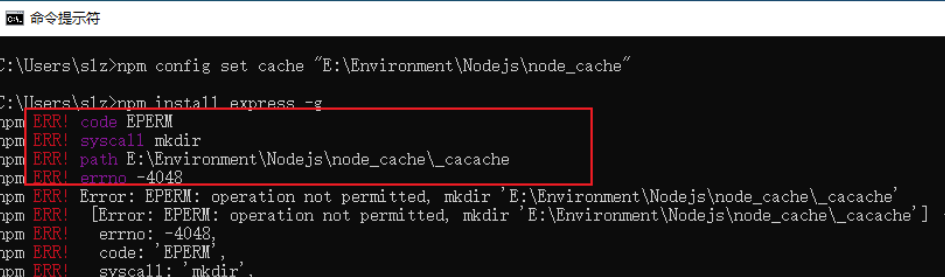 命令提示符
C:\Users\slz>npm config set cache "E:\Environment\Nodejs\node_cache"
C:\Users\slz>npm install express -g
npm ERR! code EPERM
npm ERR! syscall mkdir
npm ERR! path E:\Environment\Nodejs\node_cache\_cacache
npm ERR! errno -4048
npm ERR! Error: EPERM: operation not permitted, mkdir 'E:\Environment\Nodejs\node_cache\_cacache'
npm ERR!  [Error: EPERM: operation not permitted, mkdir 'E:\Environment\Nodejs\node_cache\_cacache']
npm ERR!   errno: -4048,
npm ERR!   code: 'EPERM',
npm ERR!   syscall: 'mkdir',